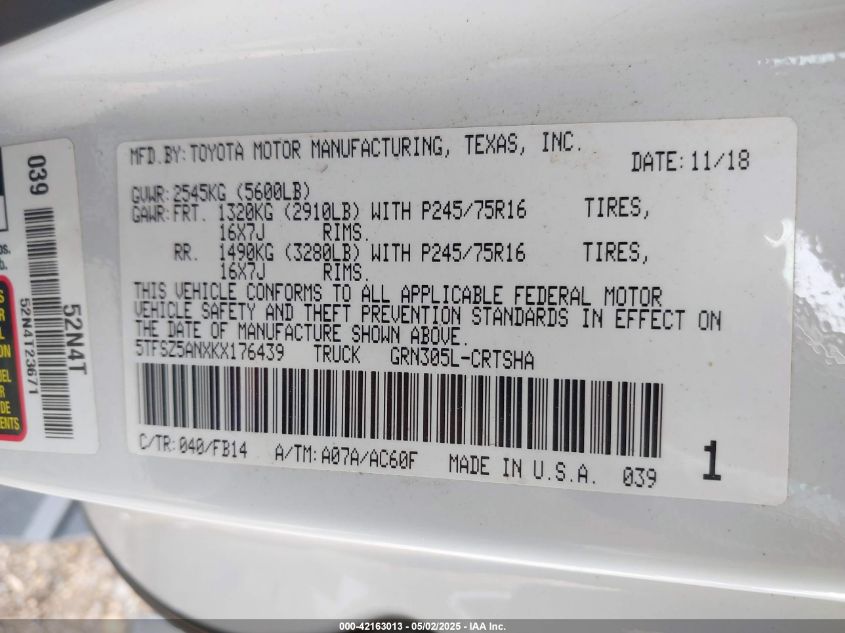 MFD.BY:TOYOTA MOTOR MANUFACTURING, TEXAS, INC.
DATE:11/18
GVWR:2545KG (5600LB)
GAWR:FRT. 1320KG (2910LB) WITH P245/75R16 TIRES,
16X7J RIMS.
RR. 1490KG (3280LB) WITH P245/75R16 TIRES,
16X7J RIMS.
THIS VEHICLE CONFORMS TO ALL APPLICABLE FEDERAL MOTOR
VEHICLE SAFETY AND THEFT PREVENTION STANDARDS IN EFFECT ON
THE DATE OF MANUFACTURE SHOWN ABOVE.
5TFSZ5ANXKX176439 TRUCK GRN305L-CRTSHA
C/TR:040/FB14 A/TM:A07A/AC60F MADE IN U.S.A. 039 1
039
52N4T
52N4T23671
000-42163013 - 05/02/2025 - IAA Inc.